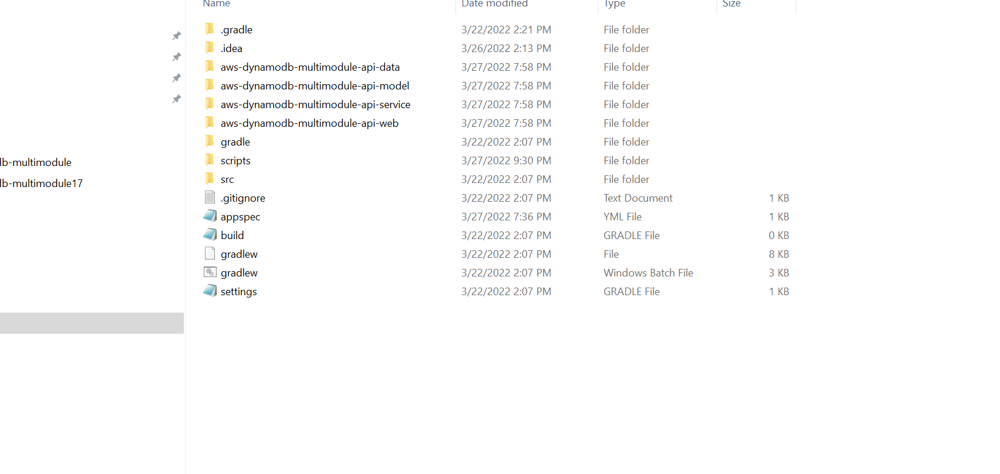 Name Date modified Type Size
.gradle 3/22/2022 2:21 PM File folder
.idea 3/26/2022 2:13 PM File folder
aws-dynamodb-multimodule-api-data 3/27/2022 7:58 PM File folder
aws-dynamodb-multimodule-api-model 3/27/2022 7:58 PM File folder
aws-dynamodb-multimodule-api-service 3/27/2022 7:58 PM File folder
aws-dynamodb-multimodule-api-web 3/27/2022 7:58 PM File folder
gradle 3/22/2022 2:07 PM File folder
scripts 3/27/2022 9:30 PM File folder
src 3/22/2022 2:07 PM File folder
.gitignore 3/22/2022 2:07 PM Text Document 1 KB
appspec 3/27/2022 7:36 PM YML File 1 KB
build 3/22/2022 2:07 PM GRADLE File 0 KB
gradlew 3/22/2022 2:07 PM File 8 KB
gradlew 3/22/2022 2:07 PM Windows Batch File 3 KB
settings 3/22/2022 2:07 PM GRADLE File 1 KB
b-multimodule
b-multimodule17